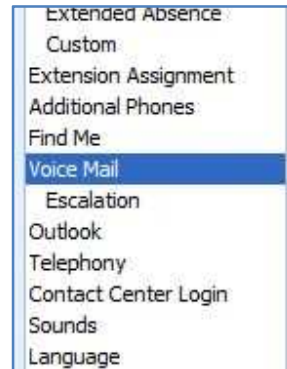 Extended Absence
Custom
Extension Assignment
Additional Phones
Find Me
Voice Mail
Escalation
Outlook
Telephony
Contact Center Login
Sounds
Language